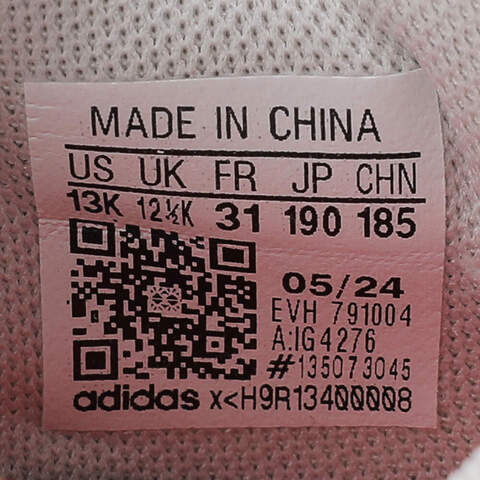 MADE IN CHINA
US UK FR JP CHN
13K 12½K 31 190 185
05/24
EVH 791004
A:IG4276
#135073045
adidas x<H9R13400008